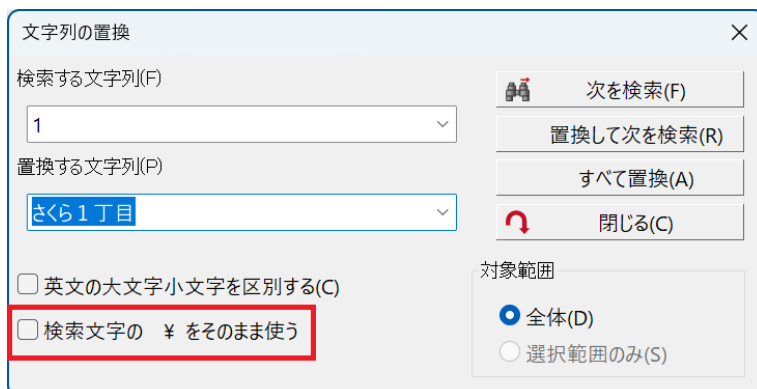 文字列の置換
検索する文字列(F)
1
置換する文字列(P)
さくら１丁目
英文の大文字小文字を区別する(C)
検索文字の ￥ をそのまま使う
次を検索(F)
置換して次を検索(R)
すべて置換(A)
閉じる(C)
対象範囲
全体(D)
選択範囲のみ(S)